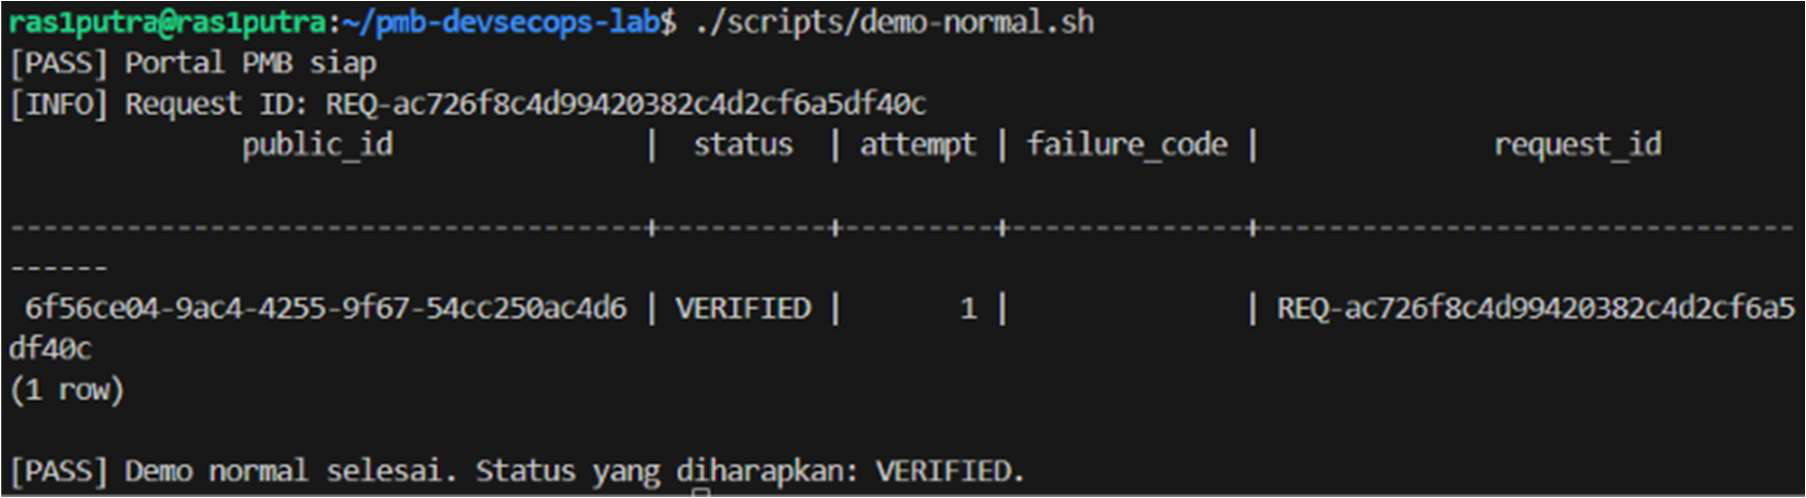 ras1putra@ras1putra:~/pmb-devsecops-lab$ ./scripts/demo-normal.sh
[PASS] Portal PMB siap
[INFO] Request ID: REQ-ac726f8c4d99420382c4d2cf6a5df40c
              public_id               |  status  | attempt | failure_code |              request_id
--------------------------------------+----------+---------+--------------+--------------------------------
------
 6f56ce04-9ac4-4255-9f67-54cc250ac4d6 | VERIFIED |       1 |              | REQ-ac726f8c4d99420382c4d2cf6a5
df40c
(1 row)
[PASS] Demo normal selesai. Status yang diharapkan: VERIFIED.